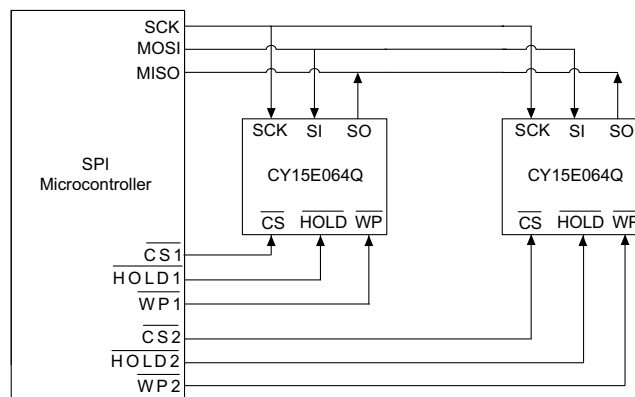 SCK
MOSI
MISO
SCK SI SO
SCK SI SO
SPI
Microcontroller
CY15E064Q
CY15E064Q
CS HOLD WP
CS HOLD WP
CS1
HOLD1
WP1
CS2
HOLD2
WP2